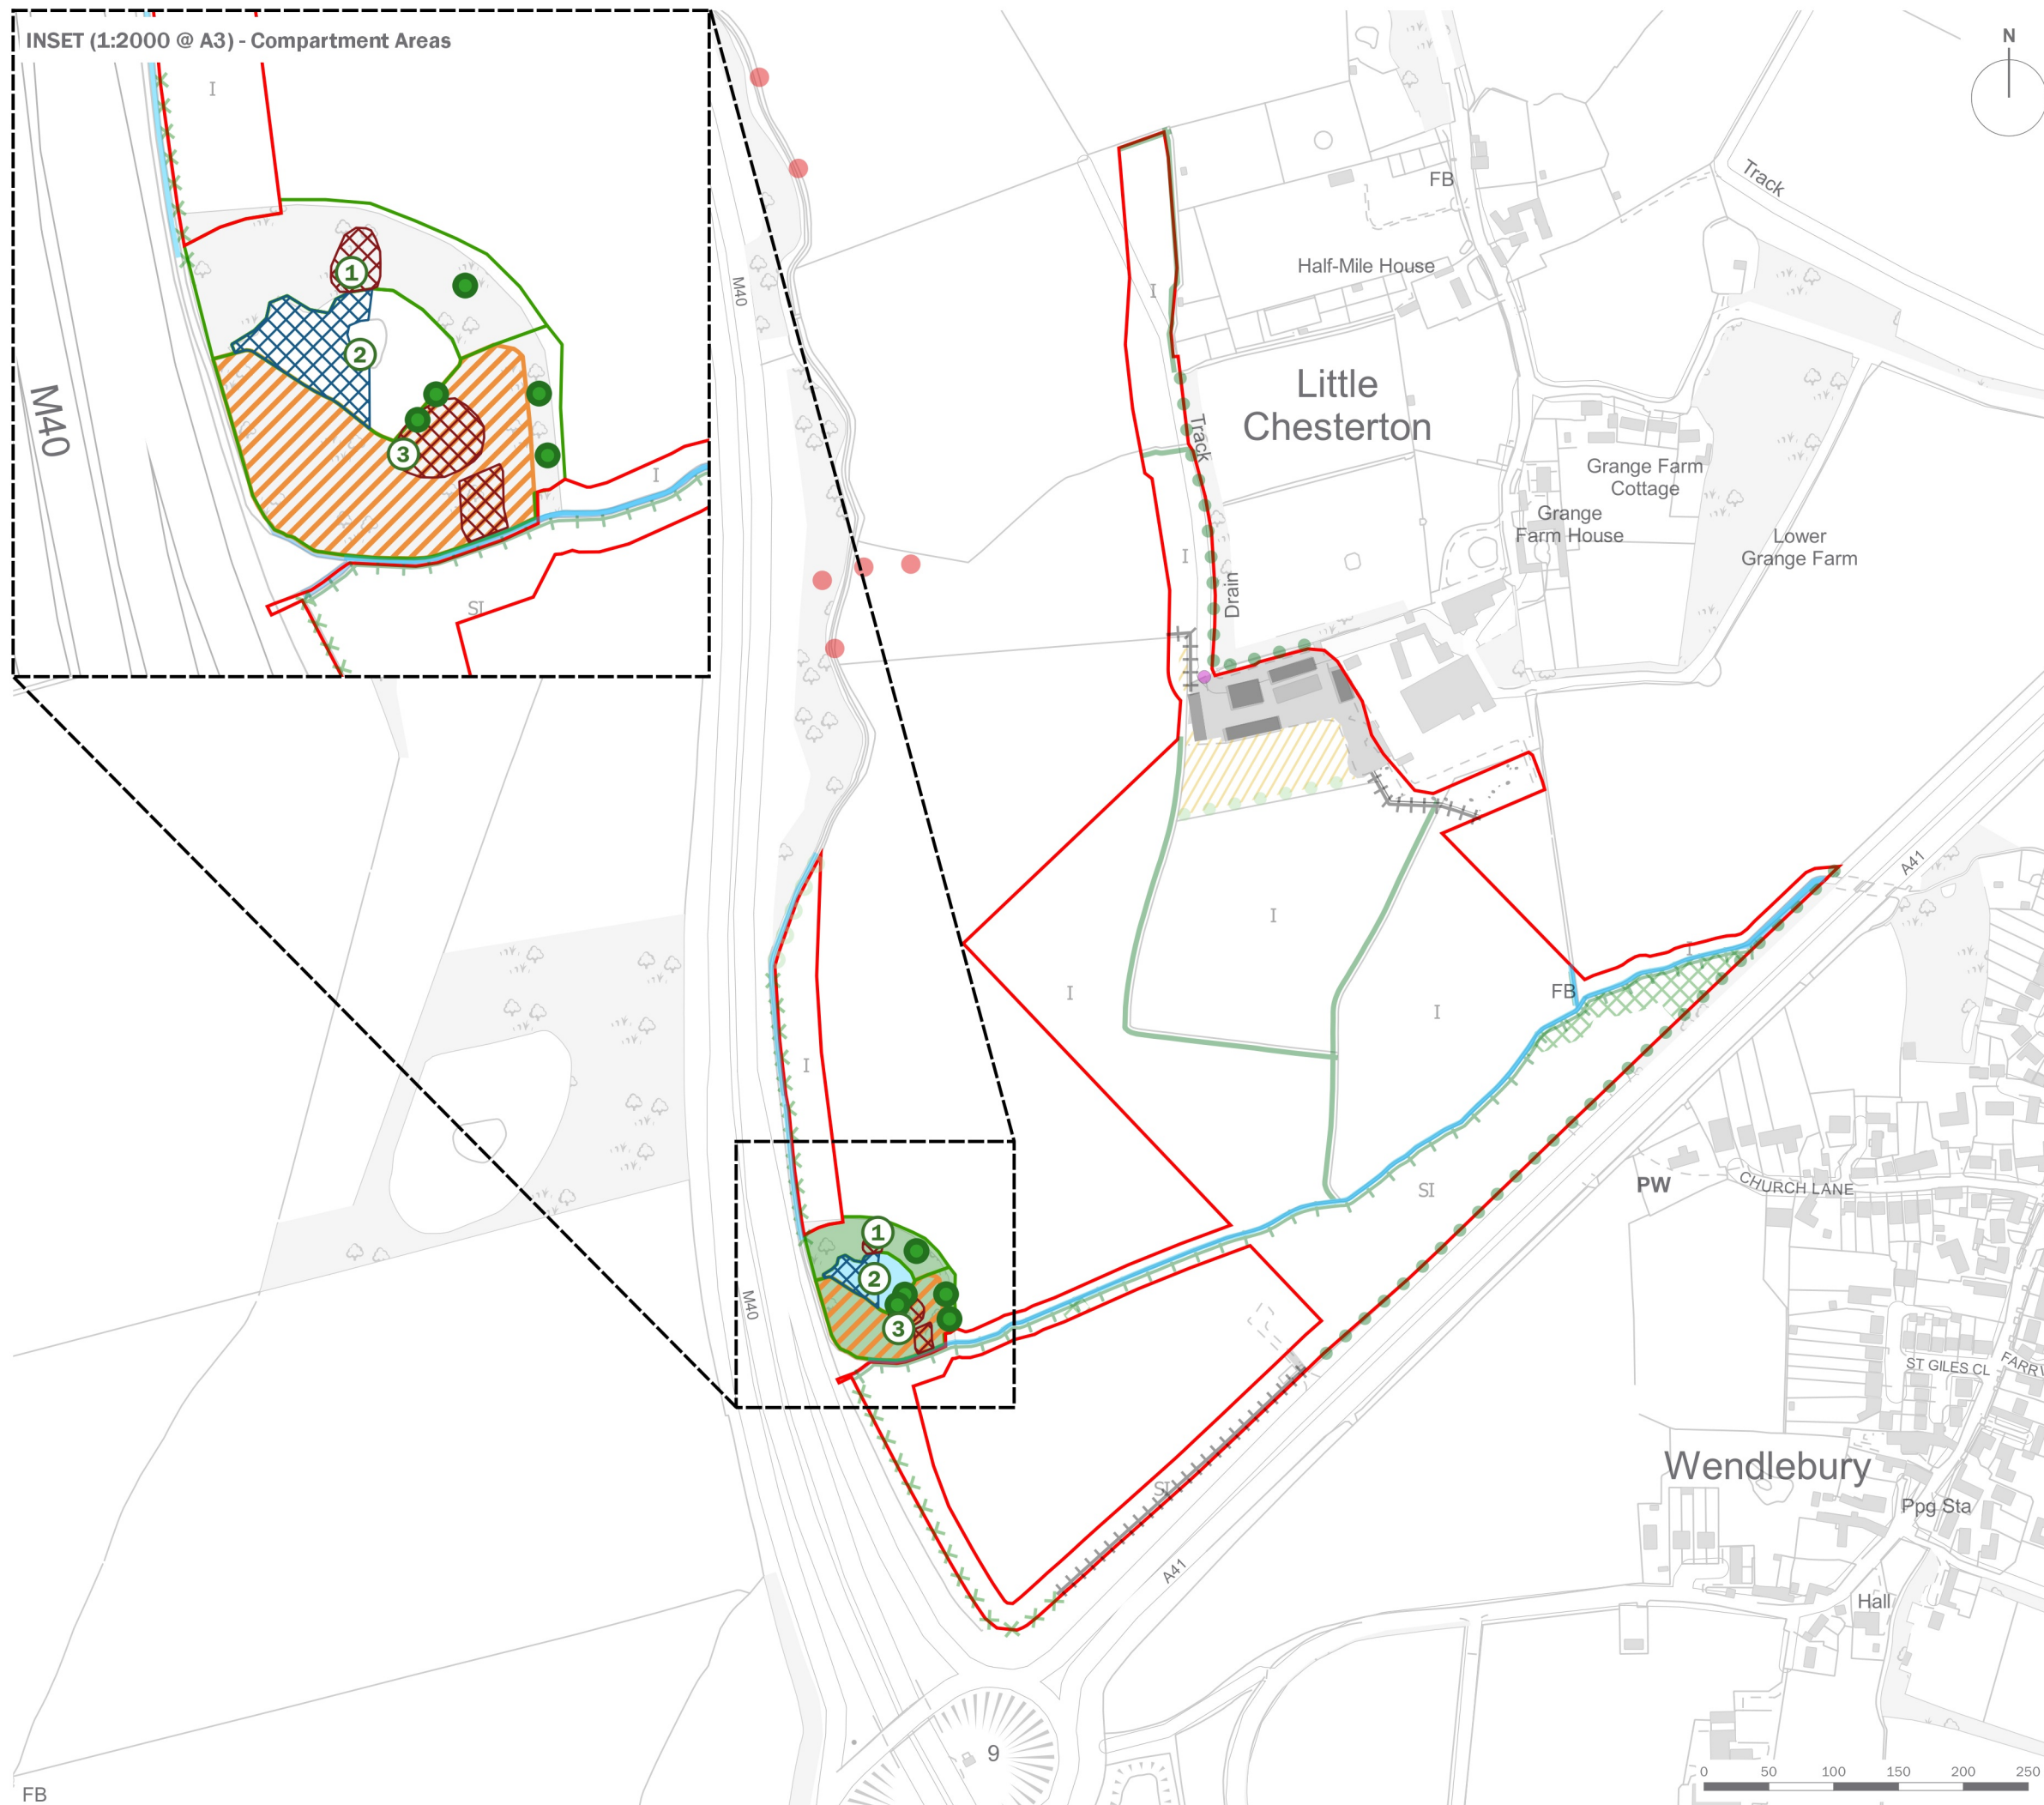 INSET (1:2000 @ A3) - Compartment Areas
N
I
1
2
3
M40
I
SI
M40
FB
Track
Half-Mile House
I
Little
Chesterton
Track
Grange Farm
Cottage
Grange
Farm House
Lower
Grange Farm
I
Drain
A41
I
I
I
FB
I
I
1
2
3
M40
SI
PW
CHURCH LANE
ST GILES CL
FARR
Wendlebury
SI
Ppg Sta
A41
Hall
9
FB
0 50 100 150 200 250